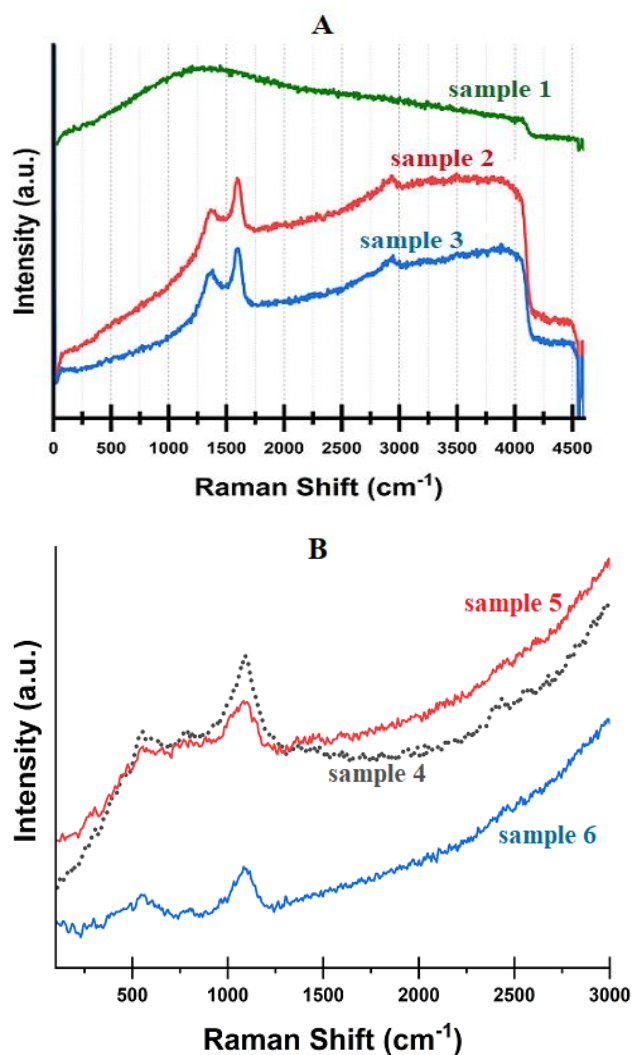 A
sample 1
sample 2
sample 3
Intensity (a.u.)
0 500 1000 1500 2000 2500 3000 3500 4000 4500
Raman Shift (cm⁻¹)
B
sample 5
sample 4
sample 6
Intensity (a.u.)
500 1000 1500 2000 2500 3000
Raman Shift (cm⁻¹)